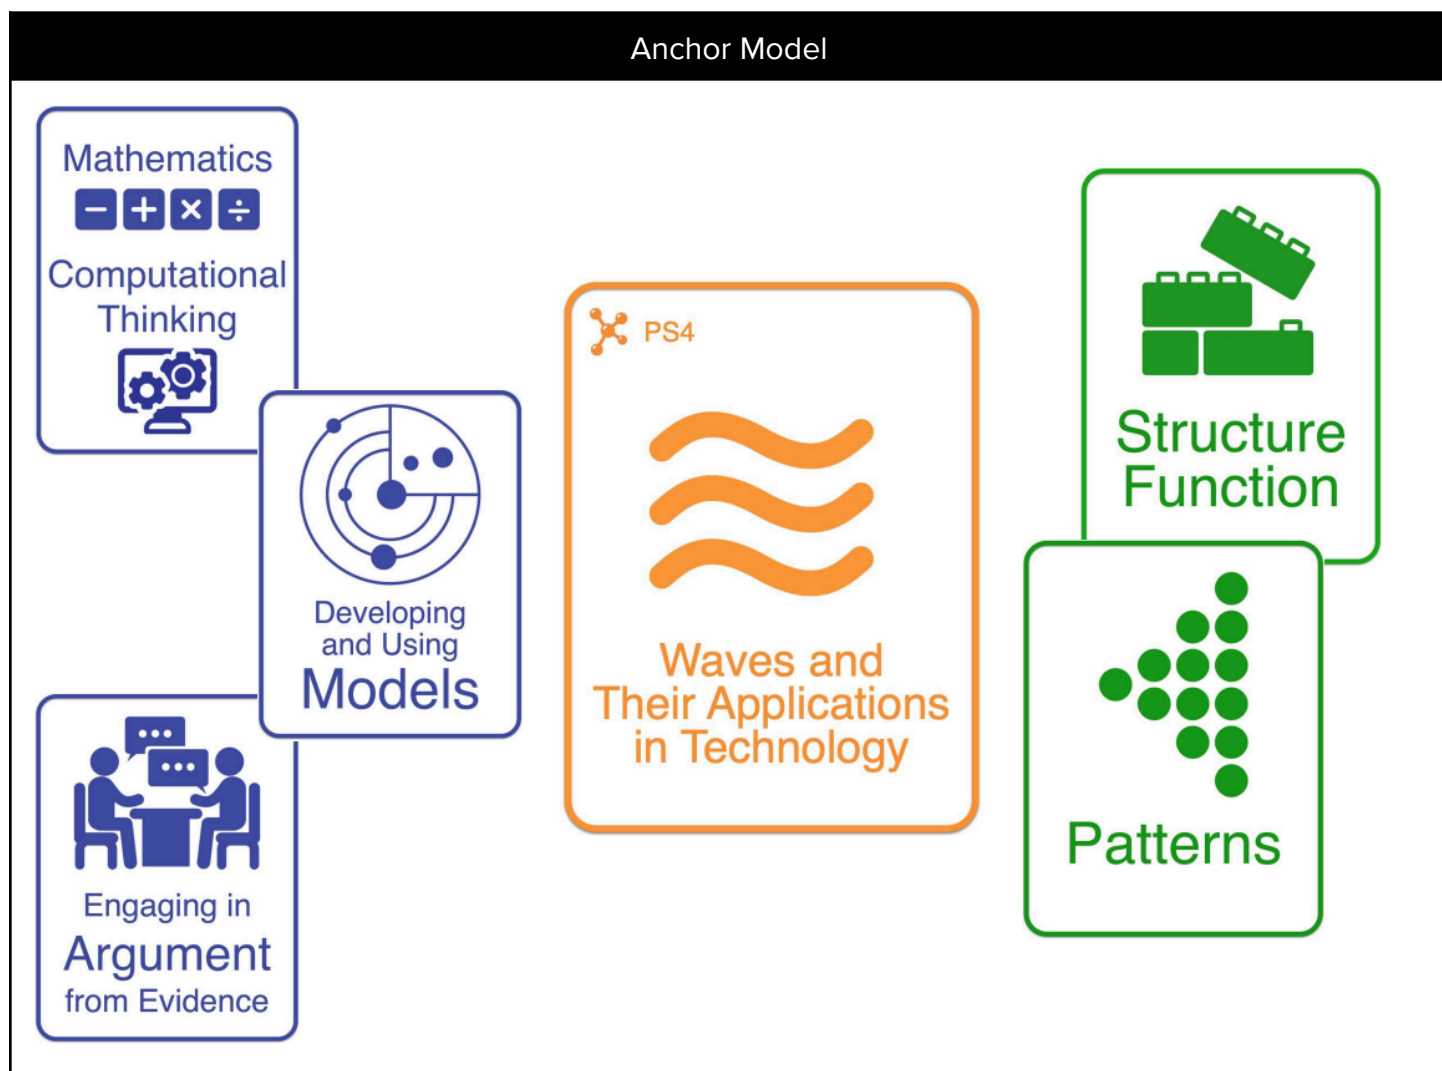 Anchor Model
Mathematics
− + × ÷
Computational
Thinking
Developing
and Using
Models
Engaging in
Argument
from Evidence
PS4
Waves and
Their Applications
in Technology
Structure
Function
Patterns